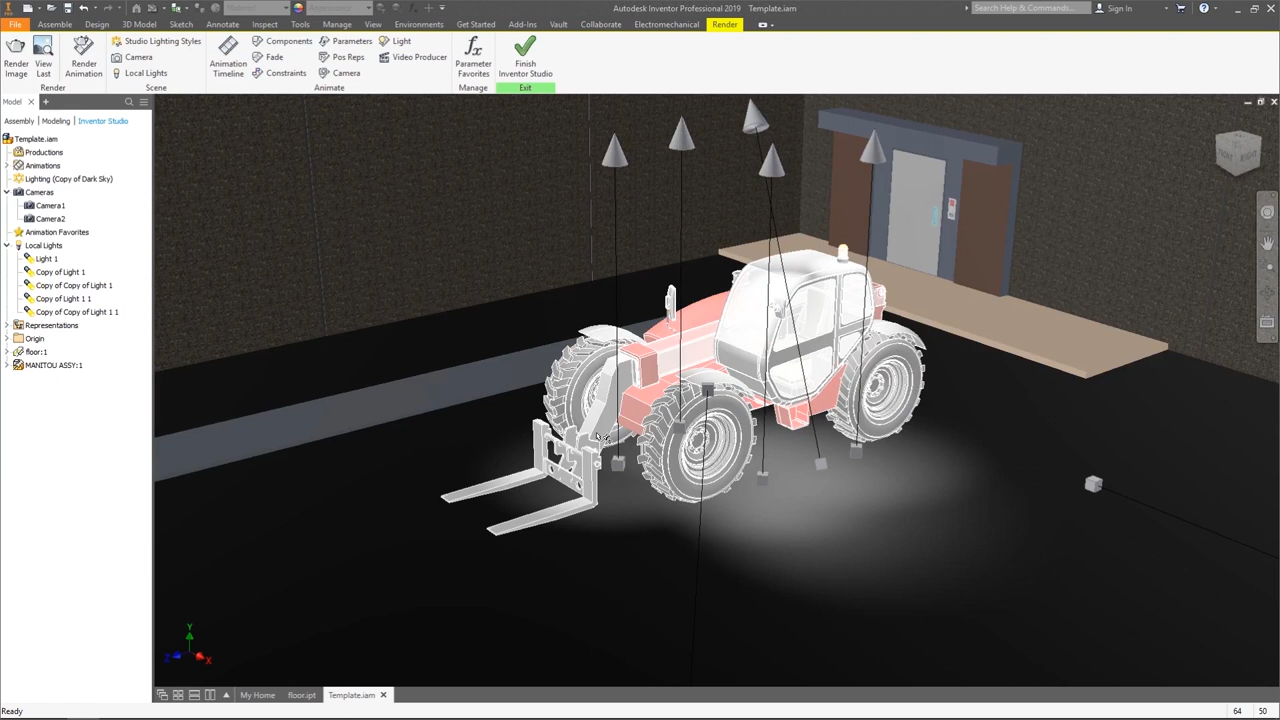 Autodesk Inventor Professional 2019   Template.iam
Search Help & Commands...
Sign In
File Assemble Design 3D Model Sketch Annotate Inspect Tools Manage View Environments Get Started Add-Ins Vault Collaborate Electromechanical Render
Render Image
View Last
Render Animation
Studio Lighting Styles
Camera
Local Lights
Animation Timeline
Components
Fade
Constraints
Parameters
Pos Reps
Camera
Light
Video Producer
Parameter Favorites
Finish Inventor Studio
Render Scene Animate Manage Exit
Model
Assembly Modeling Inventor Studio
Template.iam
Productions
Animations
Lighting (Copy of Dark Sky)
Cameras
Camera1
Camera2
Animation Favorites
Local Lights
Light 1
Copy of Light 1
Copy of Copy of Light 1
Copy of Light 1 1
Copy of Copy of Light 1 1
Representations
Origin
floor:1
MANITOU ASSY:1
RIGHT
Y
Z
X
My Home floor.ipt Template.iam
Ready
64 50